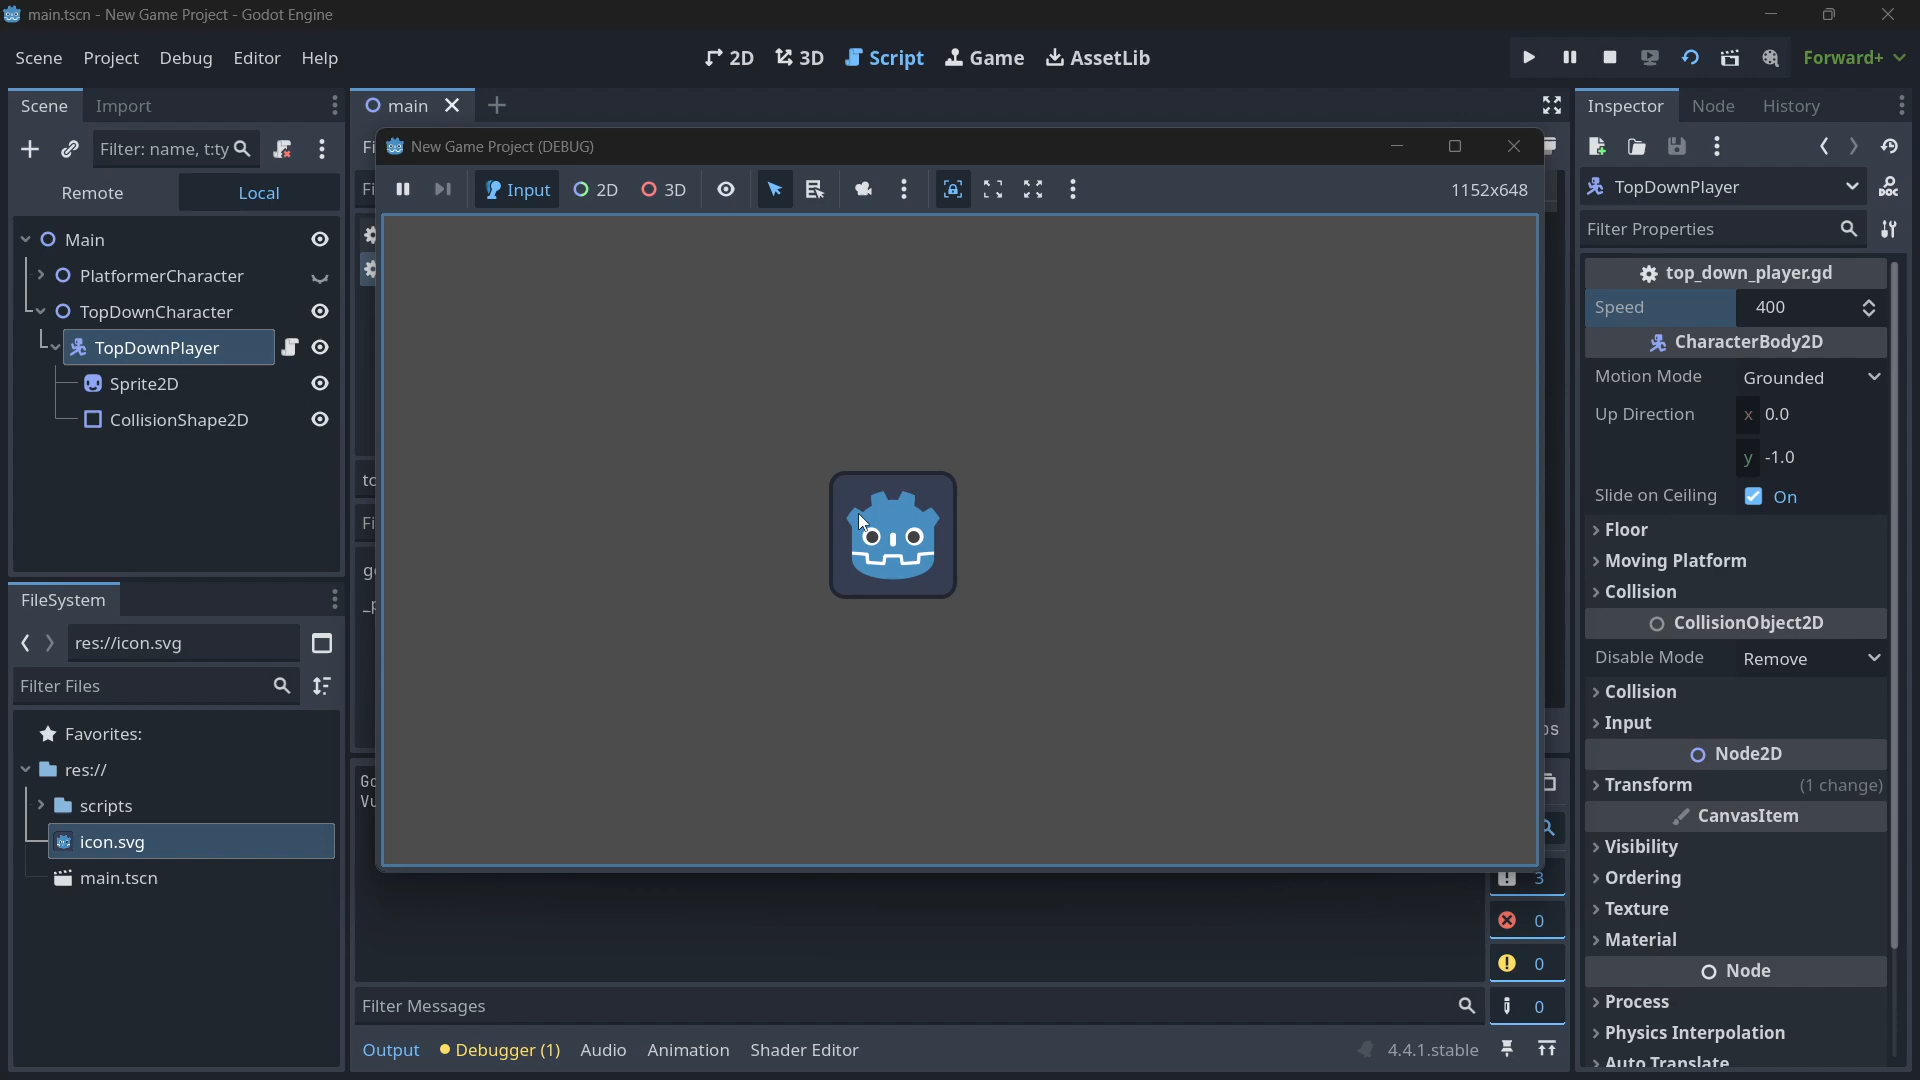 main.tscn - New Game Project - Godot Engine
Scene Project Debug Editor Help
2D 3D Script Game AssetLib
Forward+
Scene Import
main
Inspector Node History
Filter: name, t:ty
Remote Local
Main
PlatformerCharacter
TopDownCharacter
TopDownPlayer
Sprite2D
CollisionShape2D
FileSystem
res://icon.svg
Filter Files
Favorites:
res://
scripts
icon.svg
main.tscn
New Game Project (DEBUG)
Input 2D 3D
1152x648
3
0
0
0
Filter Messages
Output Debugger (1) Audio Animation Shader Editor
4.4.1.stable
TopDownPlayer
DOC
Filter Properties
top_down_player.gd
Speed 400
CharacterBody2D
Motion Mode Grounded
Up Direction x 0.0
y -1.0
Slide on Ceiling On
Floor
Moving Platform
Collision
CollisionObject2D
Disable Mode Remove
Collision
Input
Node2D
Transform (1 change)
CanvasItem
Visibility
Ordering
Texture
Material
Node
Process
Physics Interpolation
Auto Translate